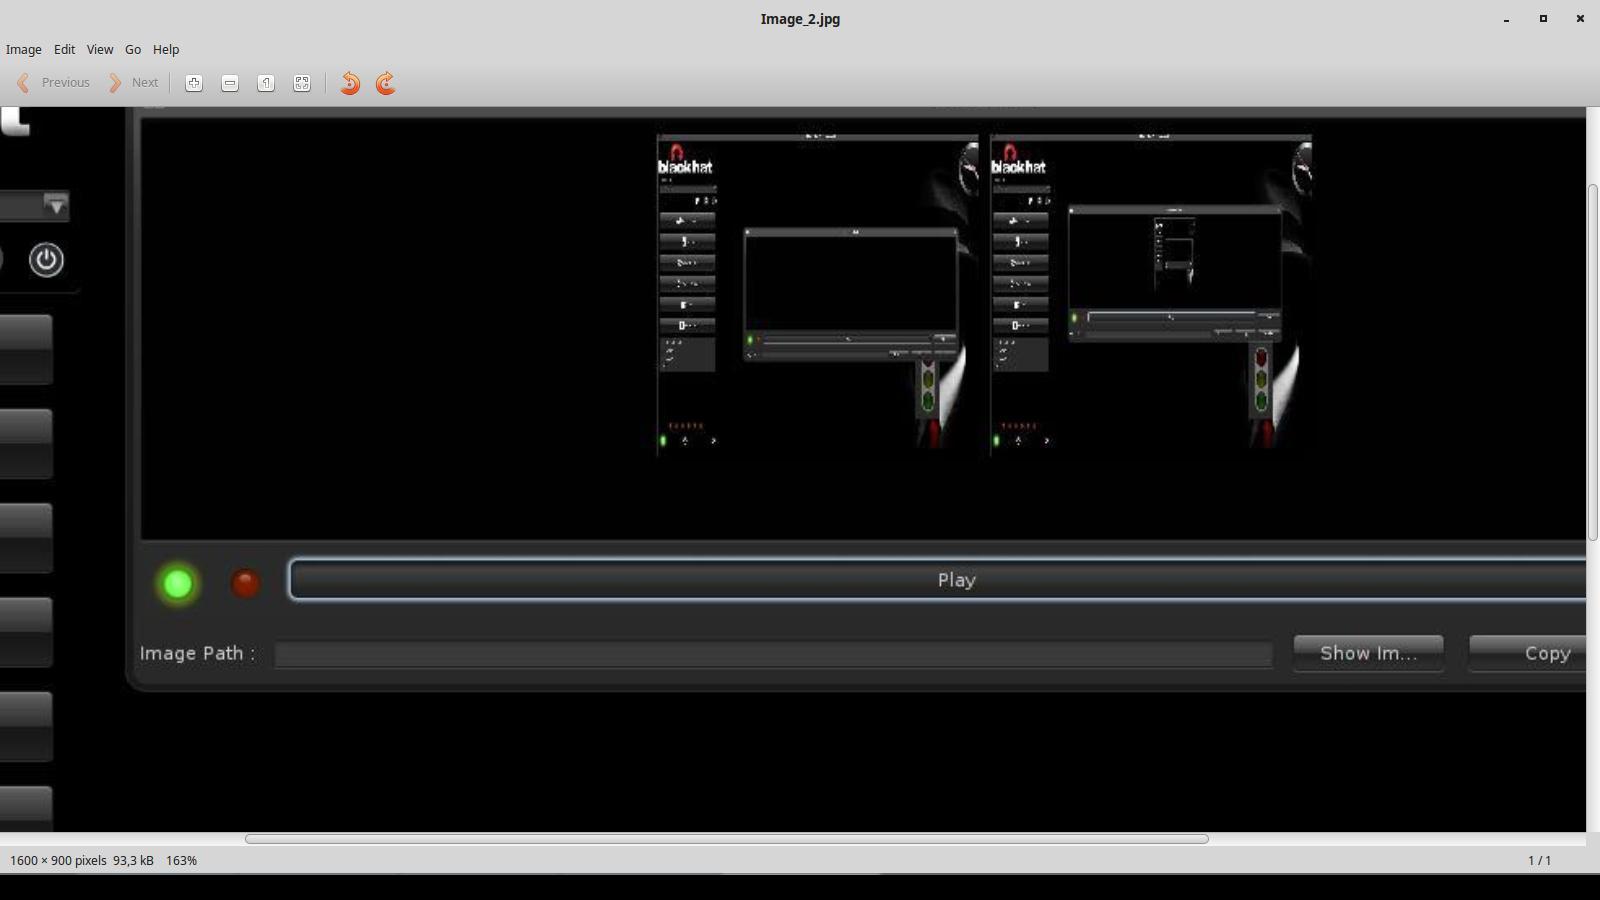 Image_2.jpg
Image Edit View Go Help
Previous Next
blackhat blackhat
Play
Image Path :
Show Im... Copy
1600 × 900 pixels 93,3 kB 163%
1 / 1